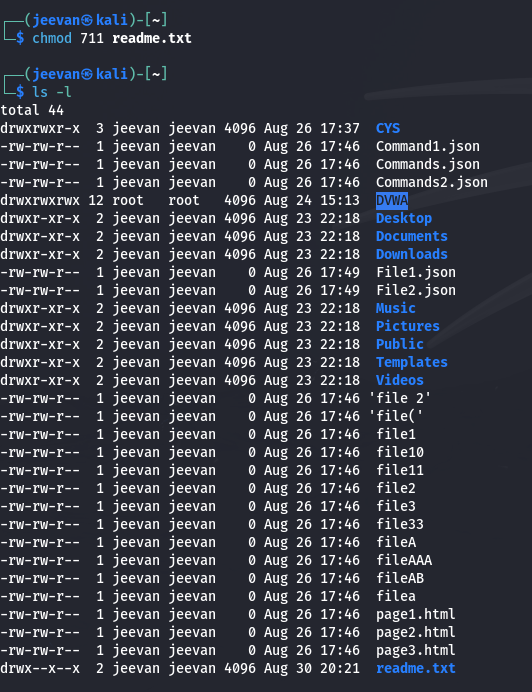 ┌──(jeevan㉿kali)-[~]
└─$ chmod 711 readme.txt
┌──(jeevan㉿kali)-[~]
└─$ ls -l
total 44
drwxrwxr-x  3 jeevan jeevan 4096 Aug 26 17:37  CYS
-rw-rw-r--  1 jeevan jeevan    0 Aug 26 17:46  Command1.json
-rw-rw-r--  1 jeevan jeevan    0 Aug 26 17:46  Commands.json
-rw-rw-r--  1 jeevan jeevan    0 Aug 26 17:46  Commands2.json
drwxrwxrwx 12 root   root   4096 Aug 24 15:13  DVWA
drwxr-xr-x  2 jeevan jeevan 4096 Aug 23 22:18  Desktop
drwxr-xr-x  2 jeevan jeevan 4096 Aug 23 22:18  Documents
drwxr-xr-x  2 jeevan jeevan 4096 Aug 23 22:18  Downloads
-rw-rw-r--  1 jeevan jeevan    0 Aug 26 17:49  File1.json
-rw-rw-r--  1 jeevan jeevan    0 Aug 26 17:49  File2.json
drwxr-xr-x  2 jeevan jeevan 4096 Aug 23 22:18  Music
drwxr-xr-x  2 jeevan jeevan 4096 Aug 23 22:18  Pictures
drwxr-xr-x  2 jeevan jeevan 4096 Aug 23 22:18  Public
drwxr-xr-x  2 jeevan jeevan 4096 Aug 23 22:18  Templates
drwxr-xr-x  2 jeevan jeevan 4096 Aug 23 22:18  Videos
-rw-rw-r--  1 jeevan jeevan    0 Aug 26 17:46 'file 2'
-rw-rw-r--  1 jeevan jeevan    0 Aug 26 17:46 'file('
-rw-rw-r--  1 jeevan jeevan    0 Aug 26 17:46  file1
-rw-rw-r--  1 jeevan jeevan    0 Aug 26 17:46  file10
-rw-rw-r--  1 jeevan jeevan    0 Aug 26 17:46  file11
-rw-rw-r--  1 jeevan jeevan    0 Aug 26 17:46  file2
-rw-rw-r--  1 jeevan jeevan    0 Aug 26 17:46  file3
-rw-rw-r--  1 jeevan jeevan    0 Aug 26 17:46  file33
-rw-rw-r--  1 jeevan jeevan    0 Aug 26 17:46  fileA
-rw-rw-r--  1 jeevan jeevan    0 Aug 26 17:46  fileAAA
-rw-rw-r--  1 jeevan jeevan    0 Aug 26 17:46  fileAB
-rw-rw-r--  1 jeevan jeevan    0 Aug 26 17:46  filea
-rw-rw-r--  1 jeevan jeevan    0 Aug 26 17:46  page1.html
-rw-rw-r--  1 jeevan jeevan    0 Aug 26 17:46  page2.html
-rw-rw-r--  1 jeevan jeevan    0 Aug 26 17:46  page3.html
drwx--x--x  2 jeevan jeevan 4096 Aug 30 20:21  readme.txt